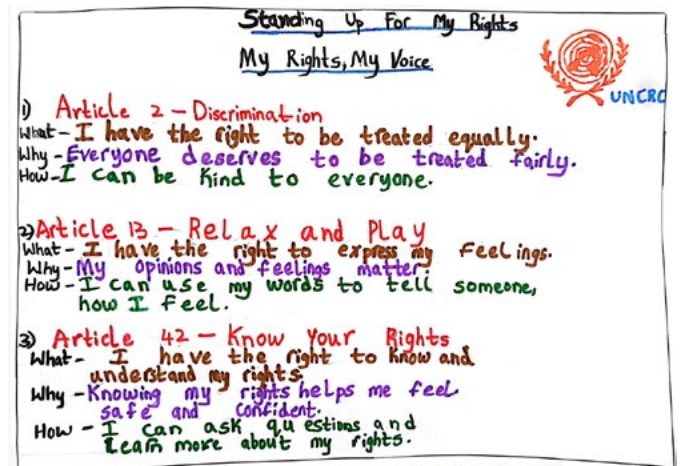 Standing Up For My Rights
My Rights, My Voice
UNCRC
1) Article 2 – Discrimination
What – I have the right to be treated equally.
Why – Everyone deserves to be treated fairly.
How – I can be kind to everyone.
2) Article 13 – Relax and Play
What – I have the right to express my feelings.
Why – My opinions and feelings matter.
How – I can use my words to tell someone,
how I feel.
3) Article 42 – Know Your Rights
What – I have the right to know and
understand my rights.
Why – Knowing my rights helps me feel
safe and confident.
How – I can ask questions and
learn more about my rights.